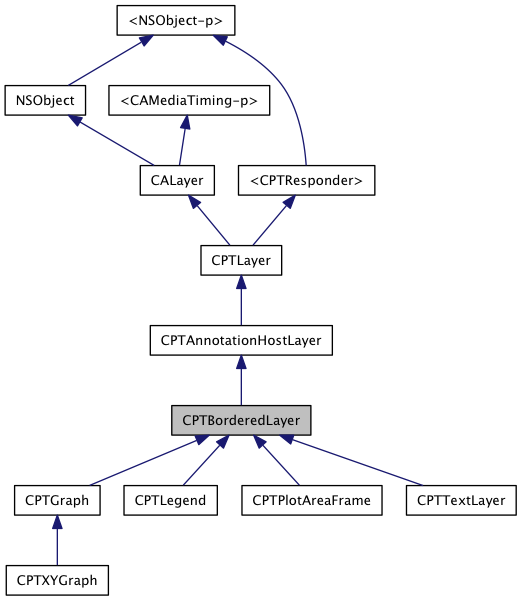 <NSObject-p>
NSObject
<CAMediaTiming-p>
CALayer
<CPTResponder>
CPTLayer
CPTAnnotationHostLayer
CPTBorderedLayer
CPTGraph
CPTLegend
CPTPlotAreaFrame
CPTTextLayer
CPTXYGraph